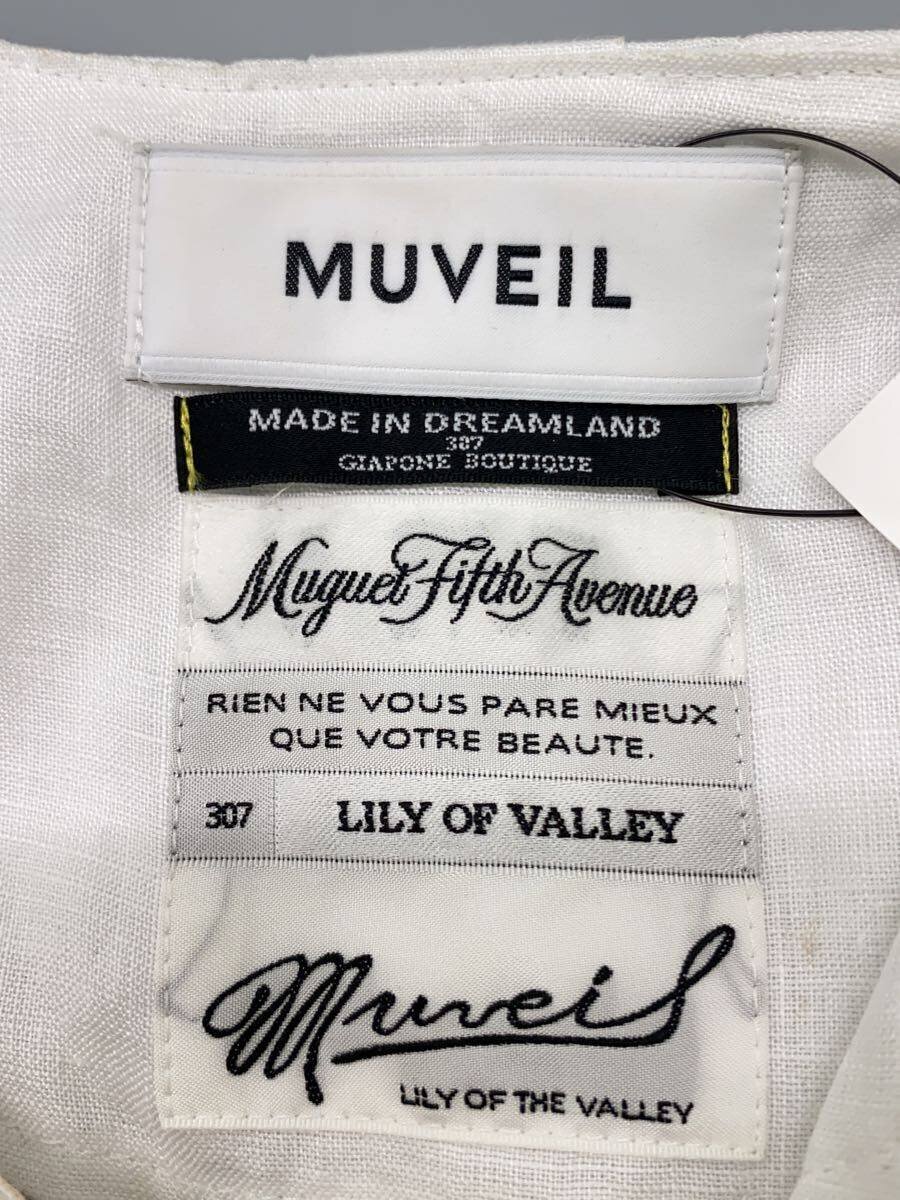 MUVEIL
MADE IN DREAMLAND
307
GIAPONE BOUTIQUE
Muguet Fifth Avenue
RIEN NE VOUS PARE MIEUX
QUE VOTRE BEAUTE.
307 LILY OF VALLEY
Muveil
LILY OF THE VALLEY